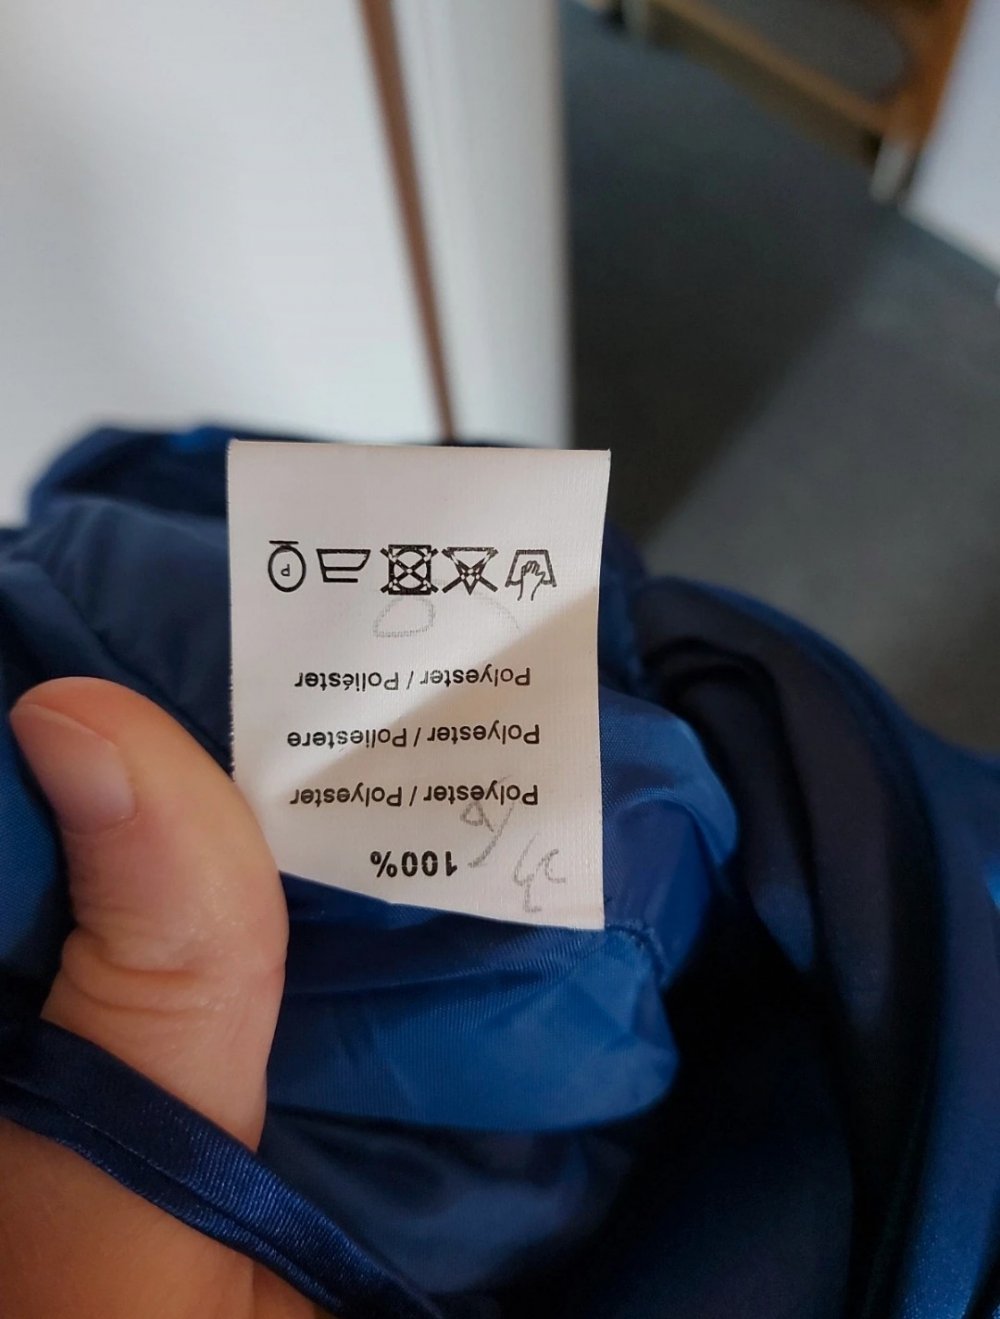 100%
Polyester / Polyester
Polyester / Poliestere
Polyester / Poliéster
P